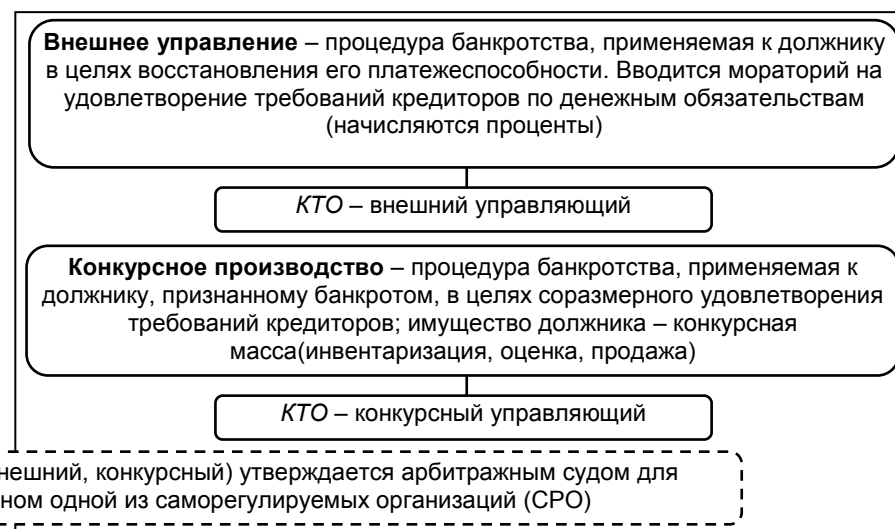 Внешнее управление – процедура банкротства, применяемая к должнику
в целях восстановления его платежеспособности. Вводится мораторий на
удовлетворение требований кредиторов по денежным обязательствам
(начисляются проценты)
КТО – внешний управляющий
Конкурсное производство – процедура банкротства, применяемая к
должнику, признанному банкротом, в целях соразмерного удовлетворения
требований кредиторов; имущество должника – конкурсная
масса(инвентаризация, оценка, продажа)
КТО – конкурсный управляющий
нешний, конкурсный) утверждается арбитражным судом для
ном одной из саморегулируемых организаций (СРО)